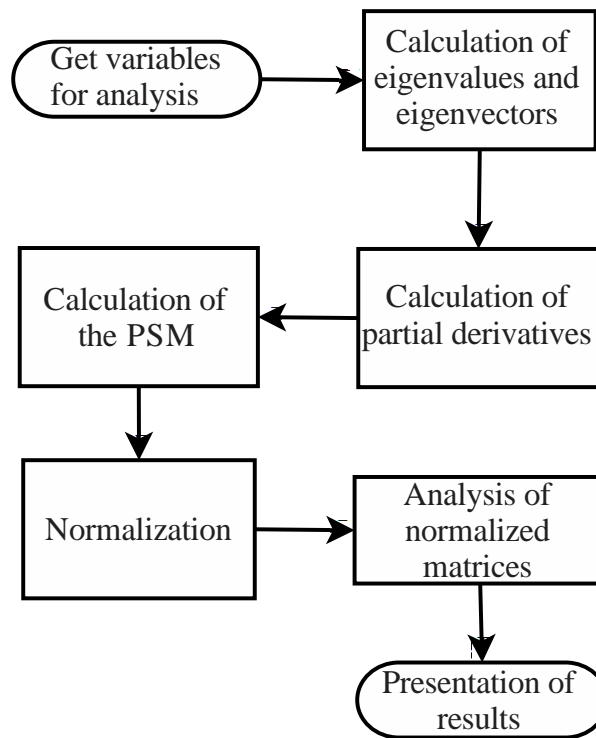 Get variables
for analysis
Calculation of
eigenvalues and
eigenvectors
Calculation of
partial derivatives
Calculation of
the PSM
Normalization
Analysis of
normalized
matrices
Presentation of
results